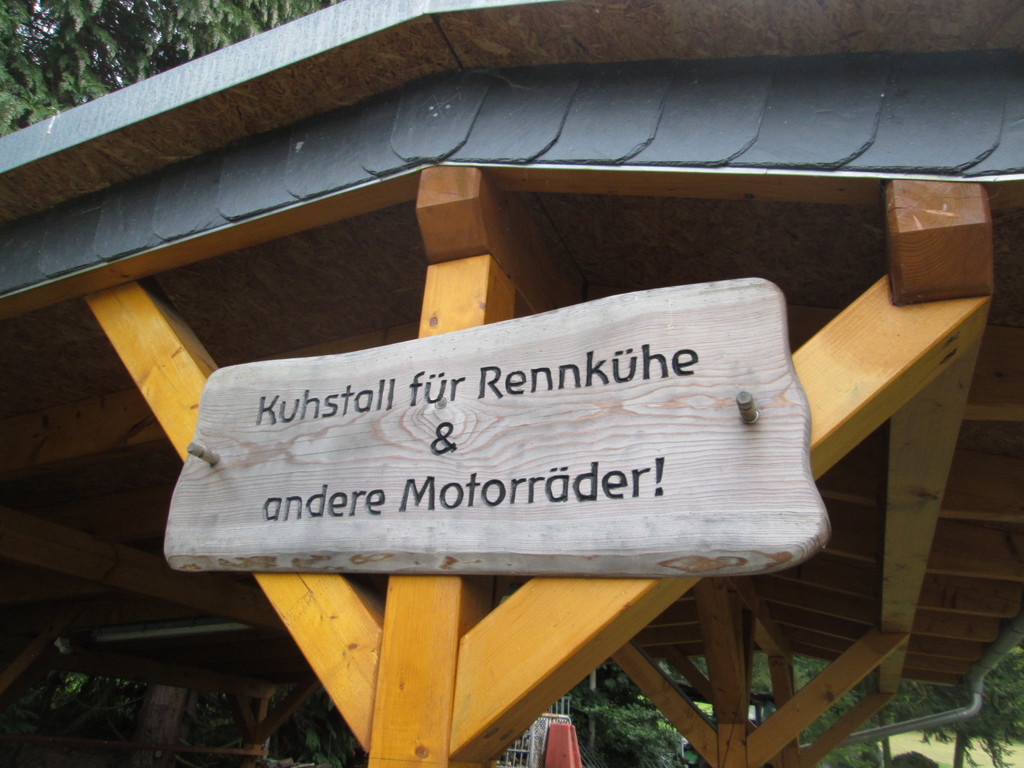 Kuhstall für Rennkühe
&
andere Motorräder!